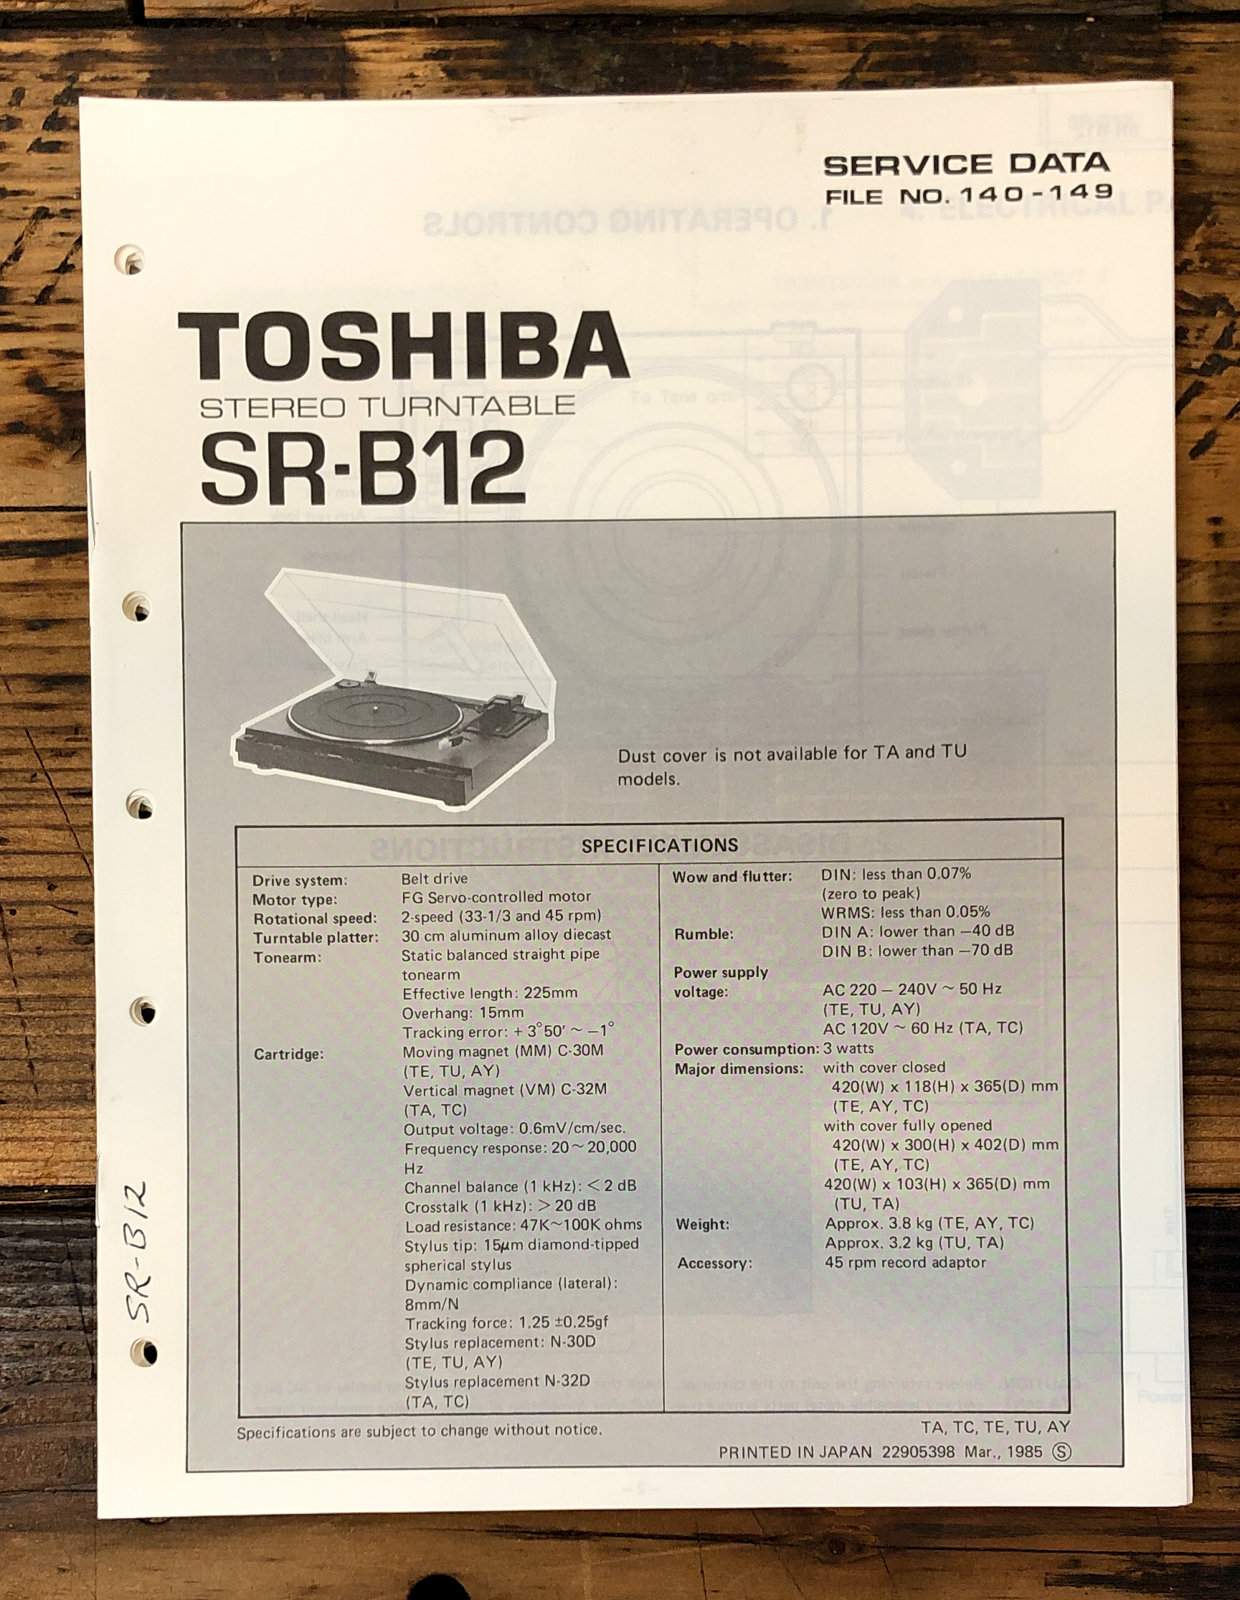 SERVICE DATA
FILE NO. 140-149
TOSHIBA
STEREO TURNTABLE
SR-B12
Dust cover is not available for TA and TU
models.
SPECIFICATIONS
Drive system: Belt drive
Motor type: FG Servo-controlled motor
Rotational speed: 2-speed (33-1/3 and 45 rpm)
Turntable platter: 30 cm aluminum alloy diecast
Tonearm: Static balanced straight pipe
tonearm
Effective length: 225mm
Overhang: 15mm
Tracking error: + 3°50′ ~ −1°
Cartridge: Moving magnet (MM) C-30M
(TE, TU, AY)
Vertical magnet (VM) C-32M
(TA, TC)
Output voltage: 0.6mV/cm/sec.
Frequency response: 20 ~ 20,000
Hz
Channel balance (1 kHz): < 2 dB
Crosstalk (1 kHz): > 20 dB
Load resistance: 47K~100K ohms
Stylus tip: 15μm diamond-tipped
spherical stylus
Dynamic compliance (lateral):
8mm/N
Tracking force: 1.25 ±0.25gf
Stylus replacement: N-30D
(TE, TU, AY)
Stylus replacement N-32D
(TA, TC)
Wow and flutter: DIN: less than 0.07%
(zero to peak)
WRMS: less than 0.05%
Rumble: DIN A: lower than −40 dB
DIN B: lower than −70 dB
Power supply
voltage: AC 220 – 240V ~ 50 Hz
(TE, TU, AY)
AC 120V ~ 60 Hz (TA, TC)
Power consumption: 3 watts
Major dimensions: with cover closed
420(W) x 118(H) x 365(D) mm
(TE, AY, TC)
with cover fully opened
420(W) x 300(H) x 402(D) mm
(TE, AY, TC)
420(W) x 103(H) x 365(D) mm
(TU, TA)
Weight: Approx. 3.8 kg (TE, AY, TC)
Approx. 3.2 kg (TU, TA)
Accessory: 45 rpm record adaptor
Specifications are subject to change without notice.
TA, TC, TE, TU, AY
PRINTED IN JAPAN 22905398 Mar., 1985 Ⓢ
SR-B12
1. OPERATING CONTROLS
4. ELECTRICAL PA